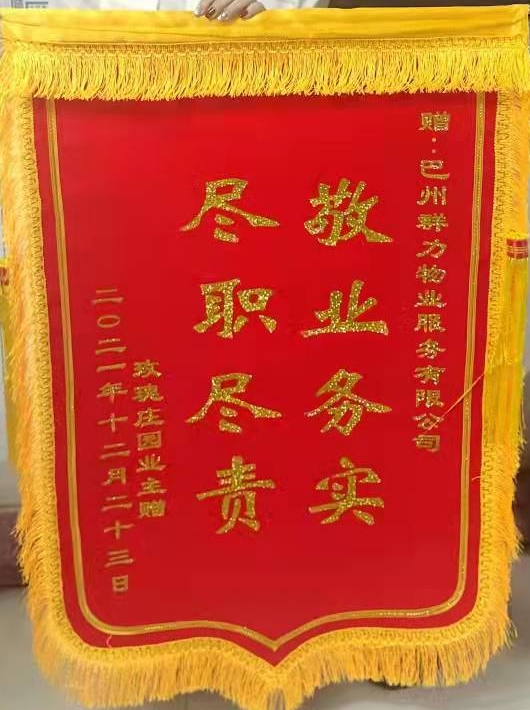 赠：巴州群力物业服务有限公司
敬业务实
尽职尽责
玫瑰庄园业主赠
二〇二一年十二月二十三日